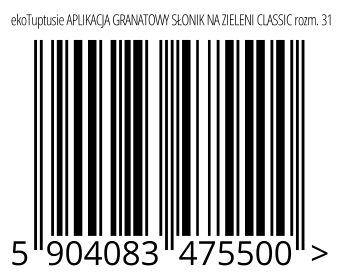 ekoTuptusie APLIKACJA GRANATOWY SŁONIK NA ZIELENI CLASSIC rozm. 31
5 904083 475500 >